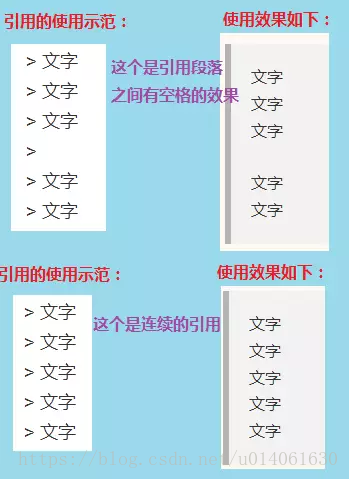 引用的使用示范：
使用效果如下：
> 文字
> 文字
> 文字
>
> 文字
> 文字
这个是引用段落
之间有空格的效果
文字
文字
文字
文字
文字
引用的使用示范：
使用效果如下：
> 文字
> 文字
> 文字
> 文字
> 文字
这个是连续的引用
文字
文字
文字
文字
文字
https://blog.csdn.net/u014061630